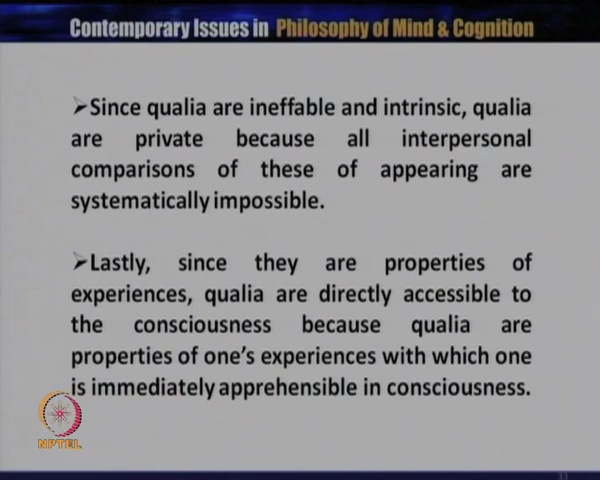 Contemporary Issues in Philosophy of Mind & Cognition
➢Since qualia are ineffable and intrinsic, qualia
are private because all interpersonal
comparisons of these of appearing are
systematically impossible.
➢Lastly, since they are properties of
experiences, qualia are directly accessible to
the consciousness because qualia are
properties of one's experiences with which one
is immediately apprehensible in consciousness.
NPTEL